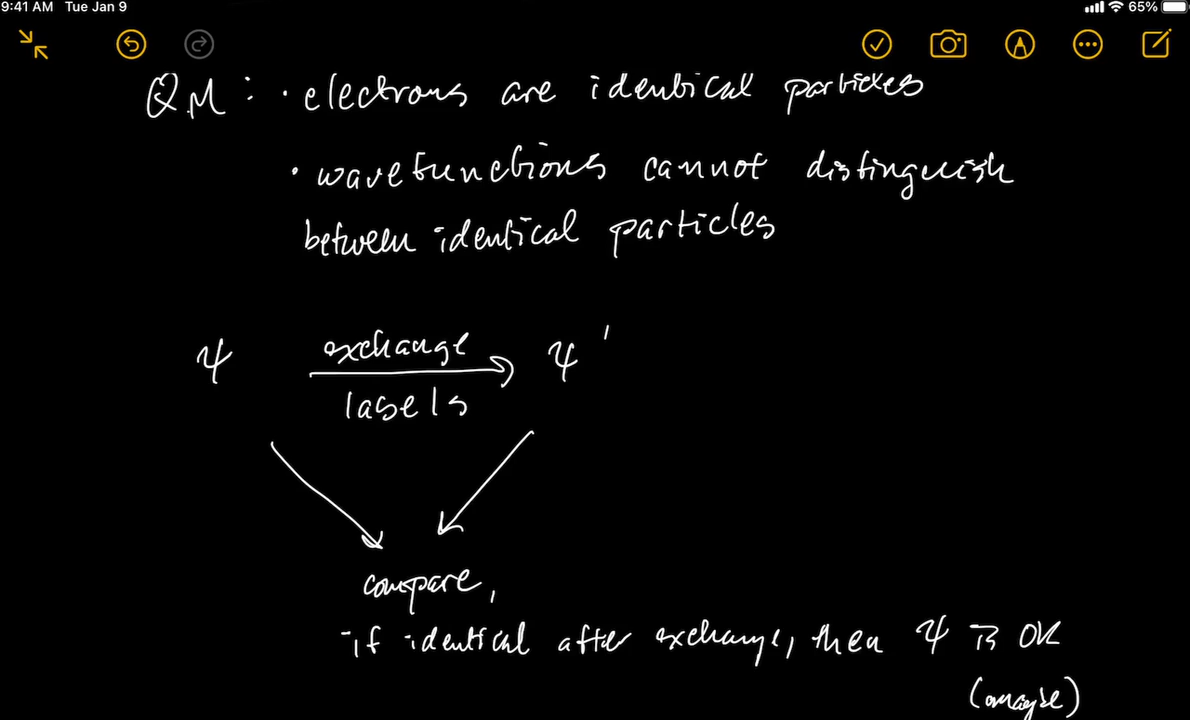 9:41 AM Tue Jan 9 65%
QM: · electrons are identical particles
· wavefunctions cannot distinguish
between identical particles
Ψ exchange Ψ'
labels
compare,
- if identical after exchange, then Ψ is OK
(maybe)